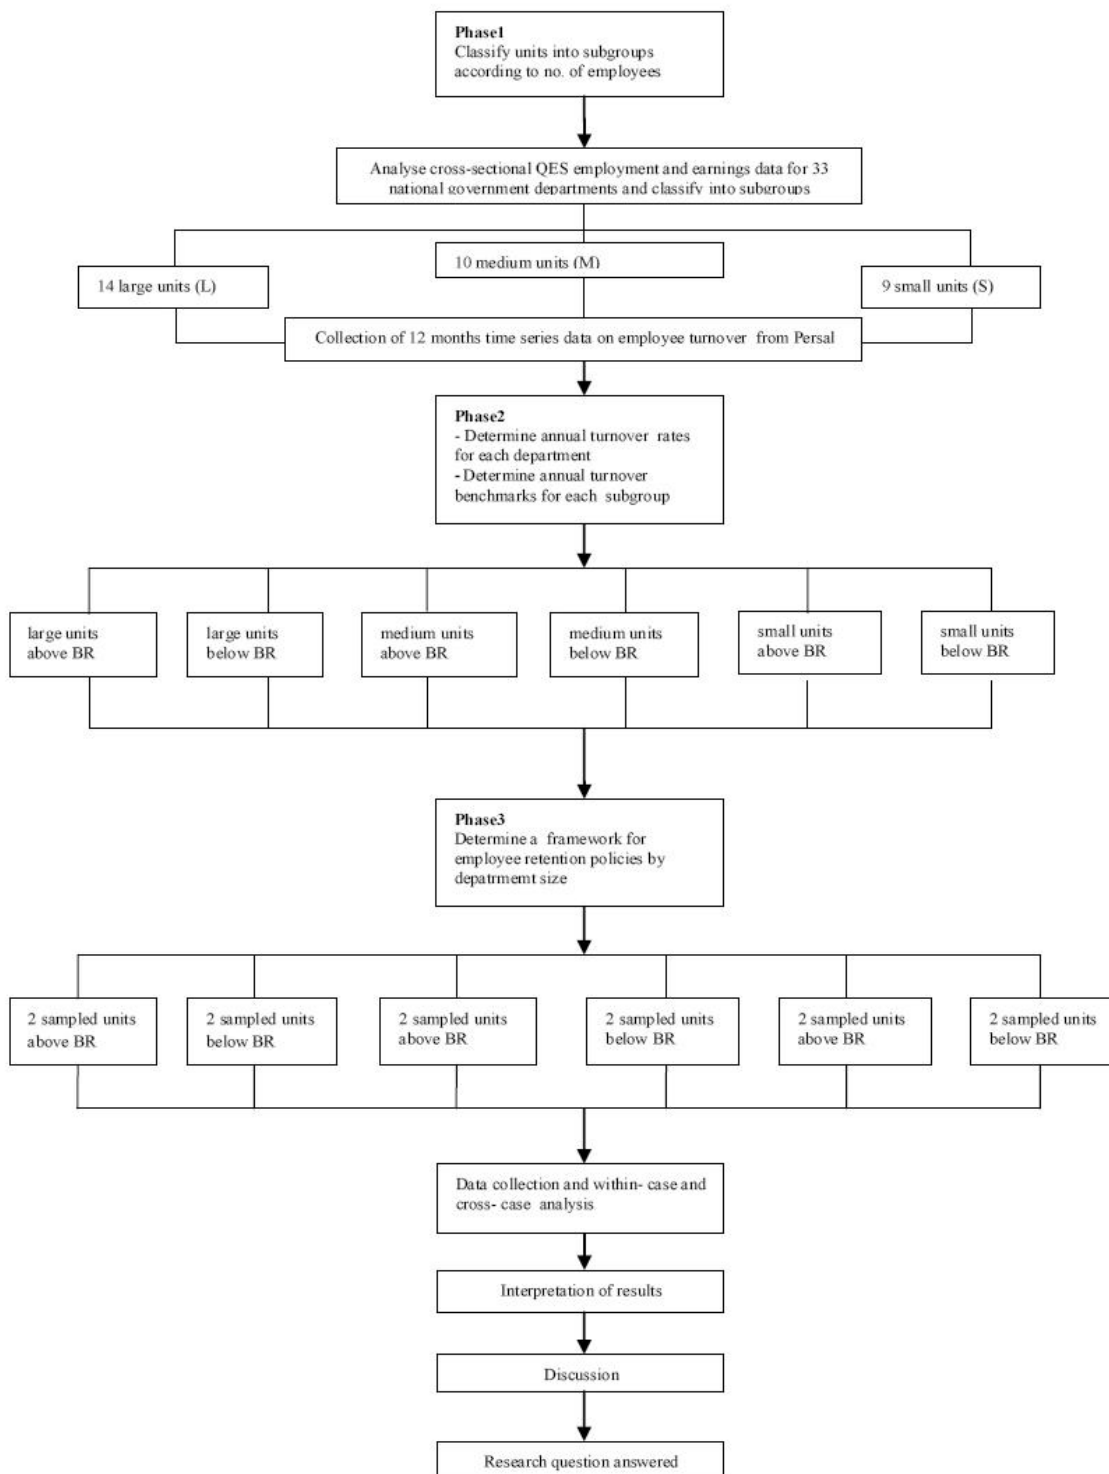 Phase1
Classify units into subgroups
according to no. of employees
Analyse cross-sectional QES employment and earnings data for 33
national government departments and classify into subgroups
10 medium units (M)
14 large units (L)
9 small units (S)
Collection of 12 months time series data on employee turnover from Persal
Phase2
- Determine annual turnover rates
for each department
- Determine annual turnover
benchmarks for each subgroup
large units
above BR
large units
below BR
medium units
above BR
medium units
below BR
small units
above BR
small units
below BR
Phase3
Determine a framework for
employee retention policies by
depatrmemt size
2 sampled units
above BR
2 sampled units
below BR
2 sampled units
above BR
2 sampled units
below BR
2 sampled units
above BR
2 sampled units
below BR
Data collection and within- case and
cross- case analysis
Interpretation of results
Discussion
Research question answered